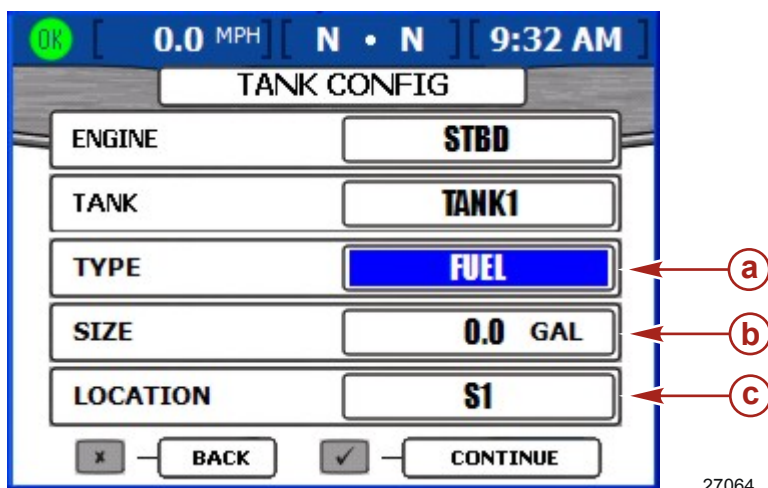 OK 0.0 MPH N • N 9:32 AM
TANK CONFIG
ENGINE STBD
TANK TANK1
TYPE FUEL a
SIZE 0.0 GAL b
LOCATION S1 c
x BACK ✓ CONTINUE
27064